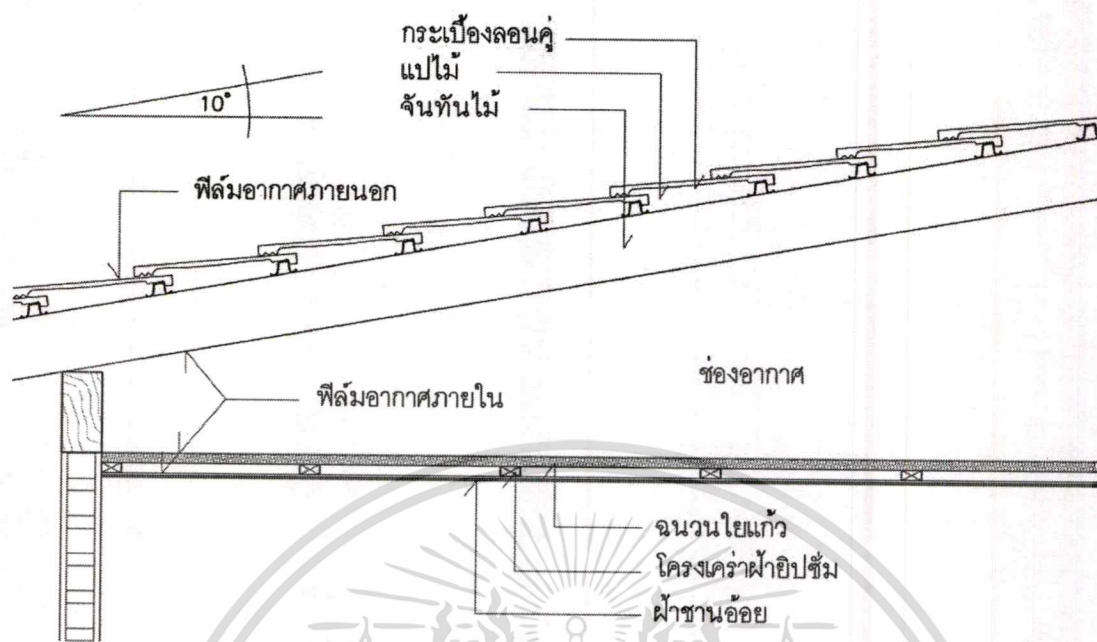 กระเบื้องลอนคู่
แปไม้
จันทันไม้
10°
ฟิล์มอากาศภายนอก
ช่องอากาศ
ฟิล์มอากาศภายใน
ฉนวนใยแก้ว
โครงเคร่าฝ้ายิปซั่ม
ฝ้าชานอ้อย